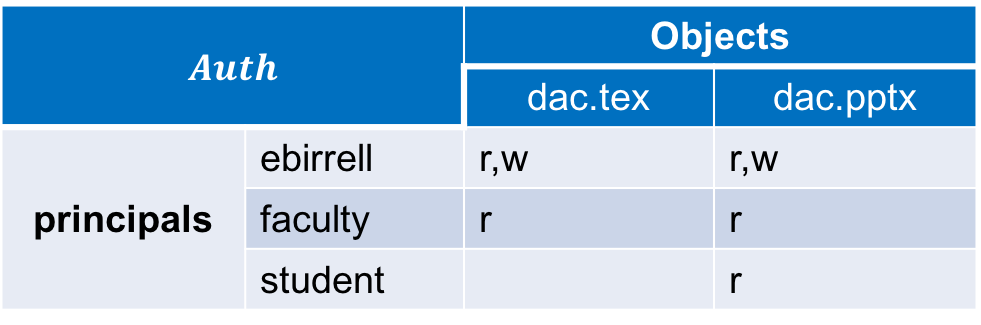 Auth
Objects
dac.tex dac.pptx
ebirrell r,w r,w
principals faculty r r
student r